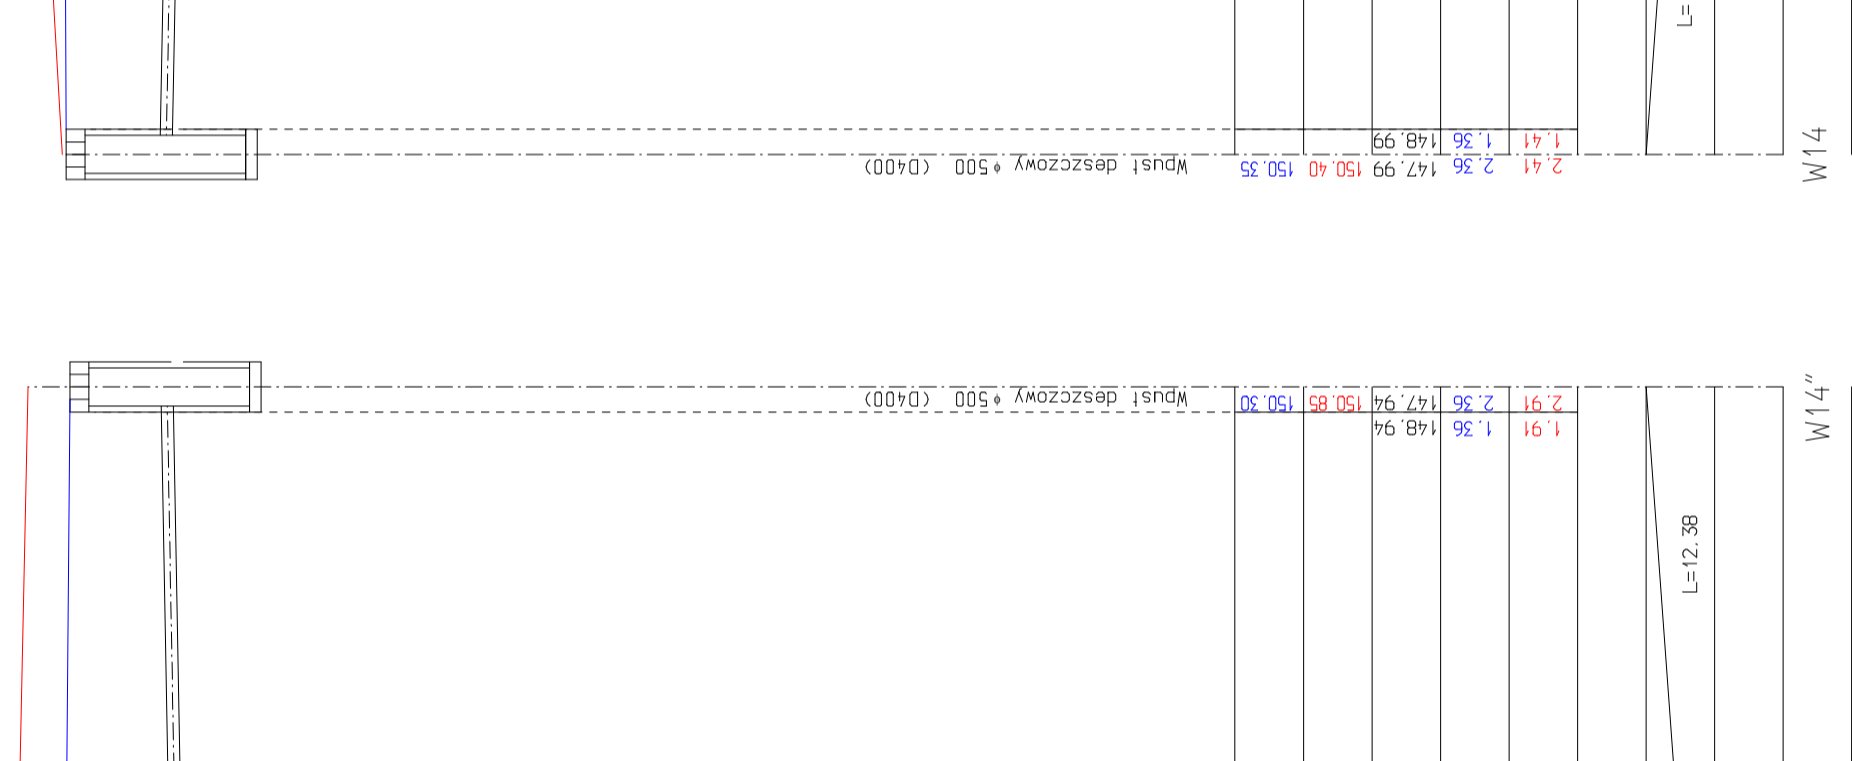 L=
148.99 1.36 1.41
W14
Wpust deszczowy ϕ500 (D400) 150.35 150.40 147.99 2.36 2.41
W14"
Wpust deszczowy ϕ500 (D400) 150.30 150.85 147.94 2.36 2.91
148.94 1.36 1.91
L=12.38